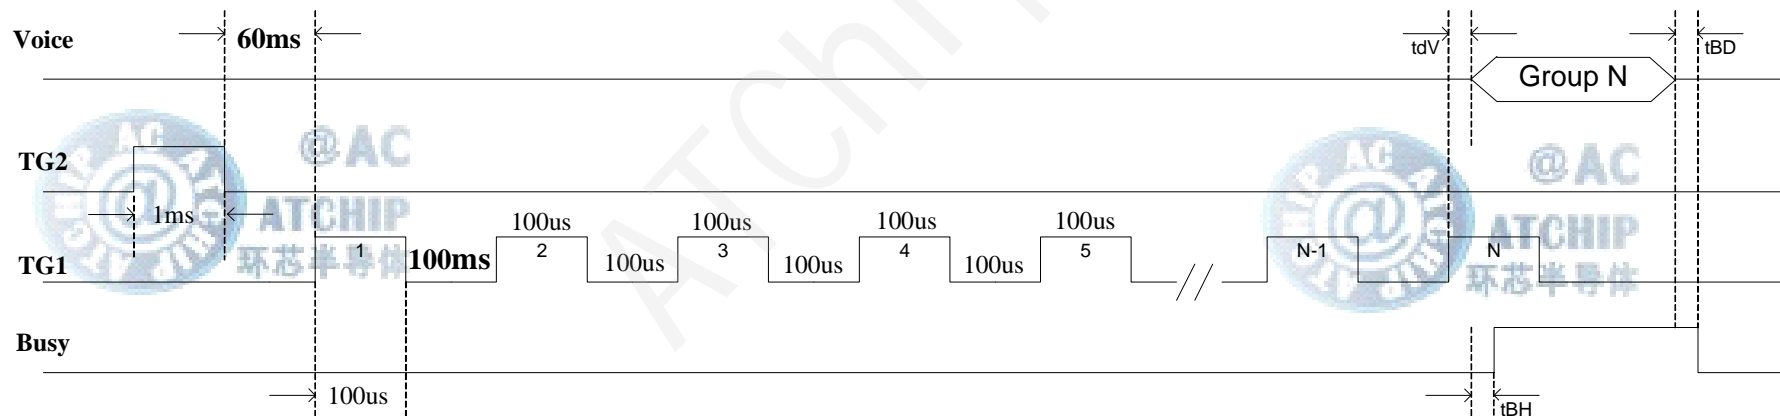 Voice
60ms
tdV
tBD
Group N
@AC
ATCHIP
环芯半导体
@AC
ATCHIP
环芯半导体
TG2
1ms
TG1
1
100ms
100us
2
100us
100us
3
100us
100us
4
100us
100us
5
N-1
N
Busy
100us
tBH
ATChip